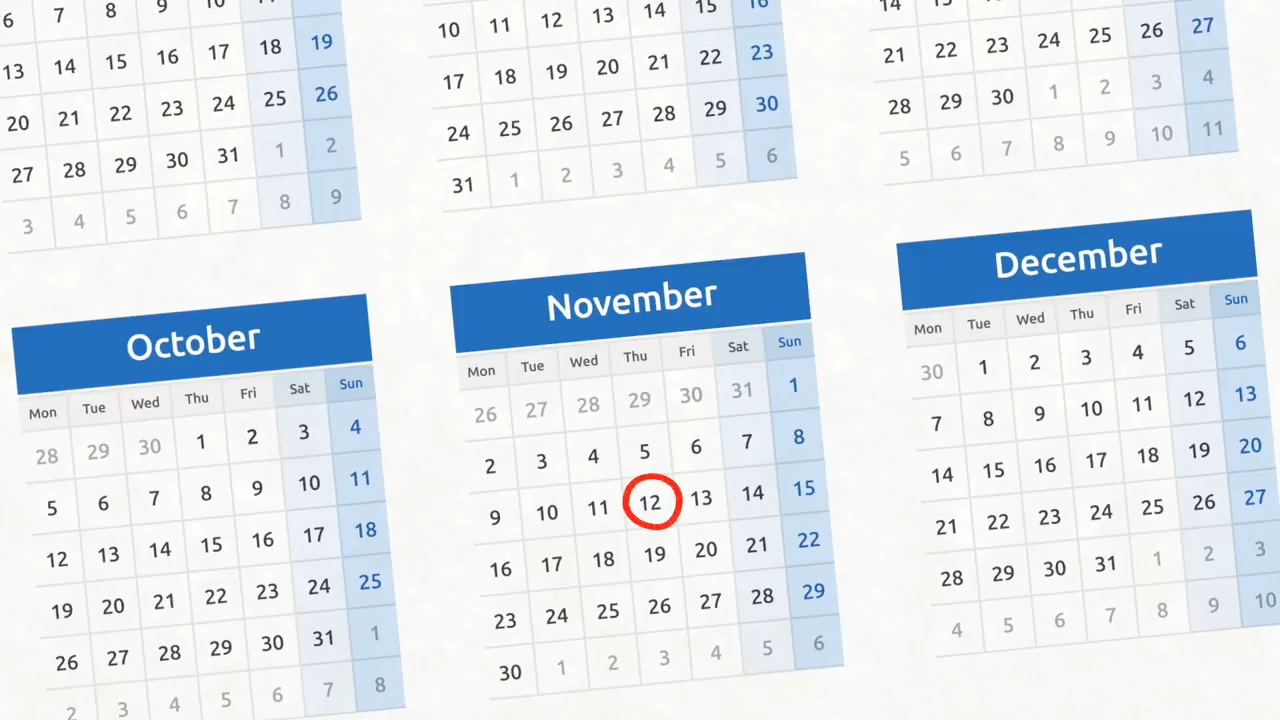 6 7 8 9 10
13 14 15 16 17 18 19
20 21 22 23 24 25 26
27 28 29 30 31 1 2
3 4 5 6 7 8 9
10 11 12 13 14 15 16
17 18 19 20 21 22 23
24 25 26 27 28 29 30
31 1 2 3 4 5 6
14
21 22 23 24 25 26 27
28 29 30 1 2 3 4
5 6 7 8 9 10 11
October
Mon Tue Wed Thu Fri Sat Sun
28 29 30 1 2 3 4
5 6 7 8 9 10 11
12 13 14 15 16 17 18
19 20 21 22 23 24 25
26 27 28 29 30 31 1
2 3 4 5 6 7 8
November
Mon Tue Wed Thu Fri Sat Sun
26 27 28 29 30 31 1
2 3 4 5 6 7 8
9 10 11 12 13 14 15
16 17 18 19 20 21 22
23 24 25 26 27 28 29
30 1 2 3 4 5 6
December
Mon Tue Wed Thu Fri Sat Sun
30 1 2 3 4 5 6
7 8 9 10 11 12 13
14 15 16 17 18 19 20
21 22 23 24 25 26 27
28 29 30 31 1 2 3
4 5 6 7 8 9 10